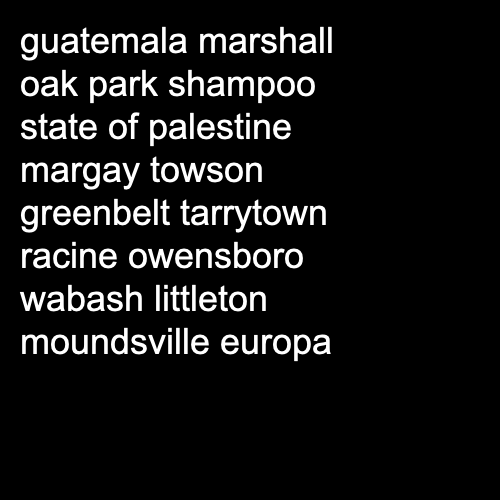 guatemala marshall
oak park shampoo
state of palestine
margay towson
greenbelt tarrytown
racine owensboro
wabash littleton
moundsville europa